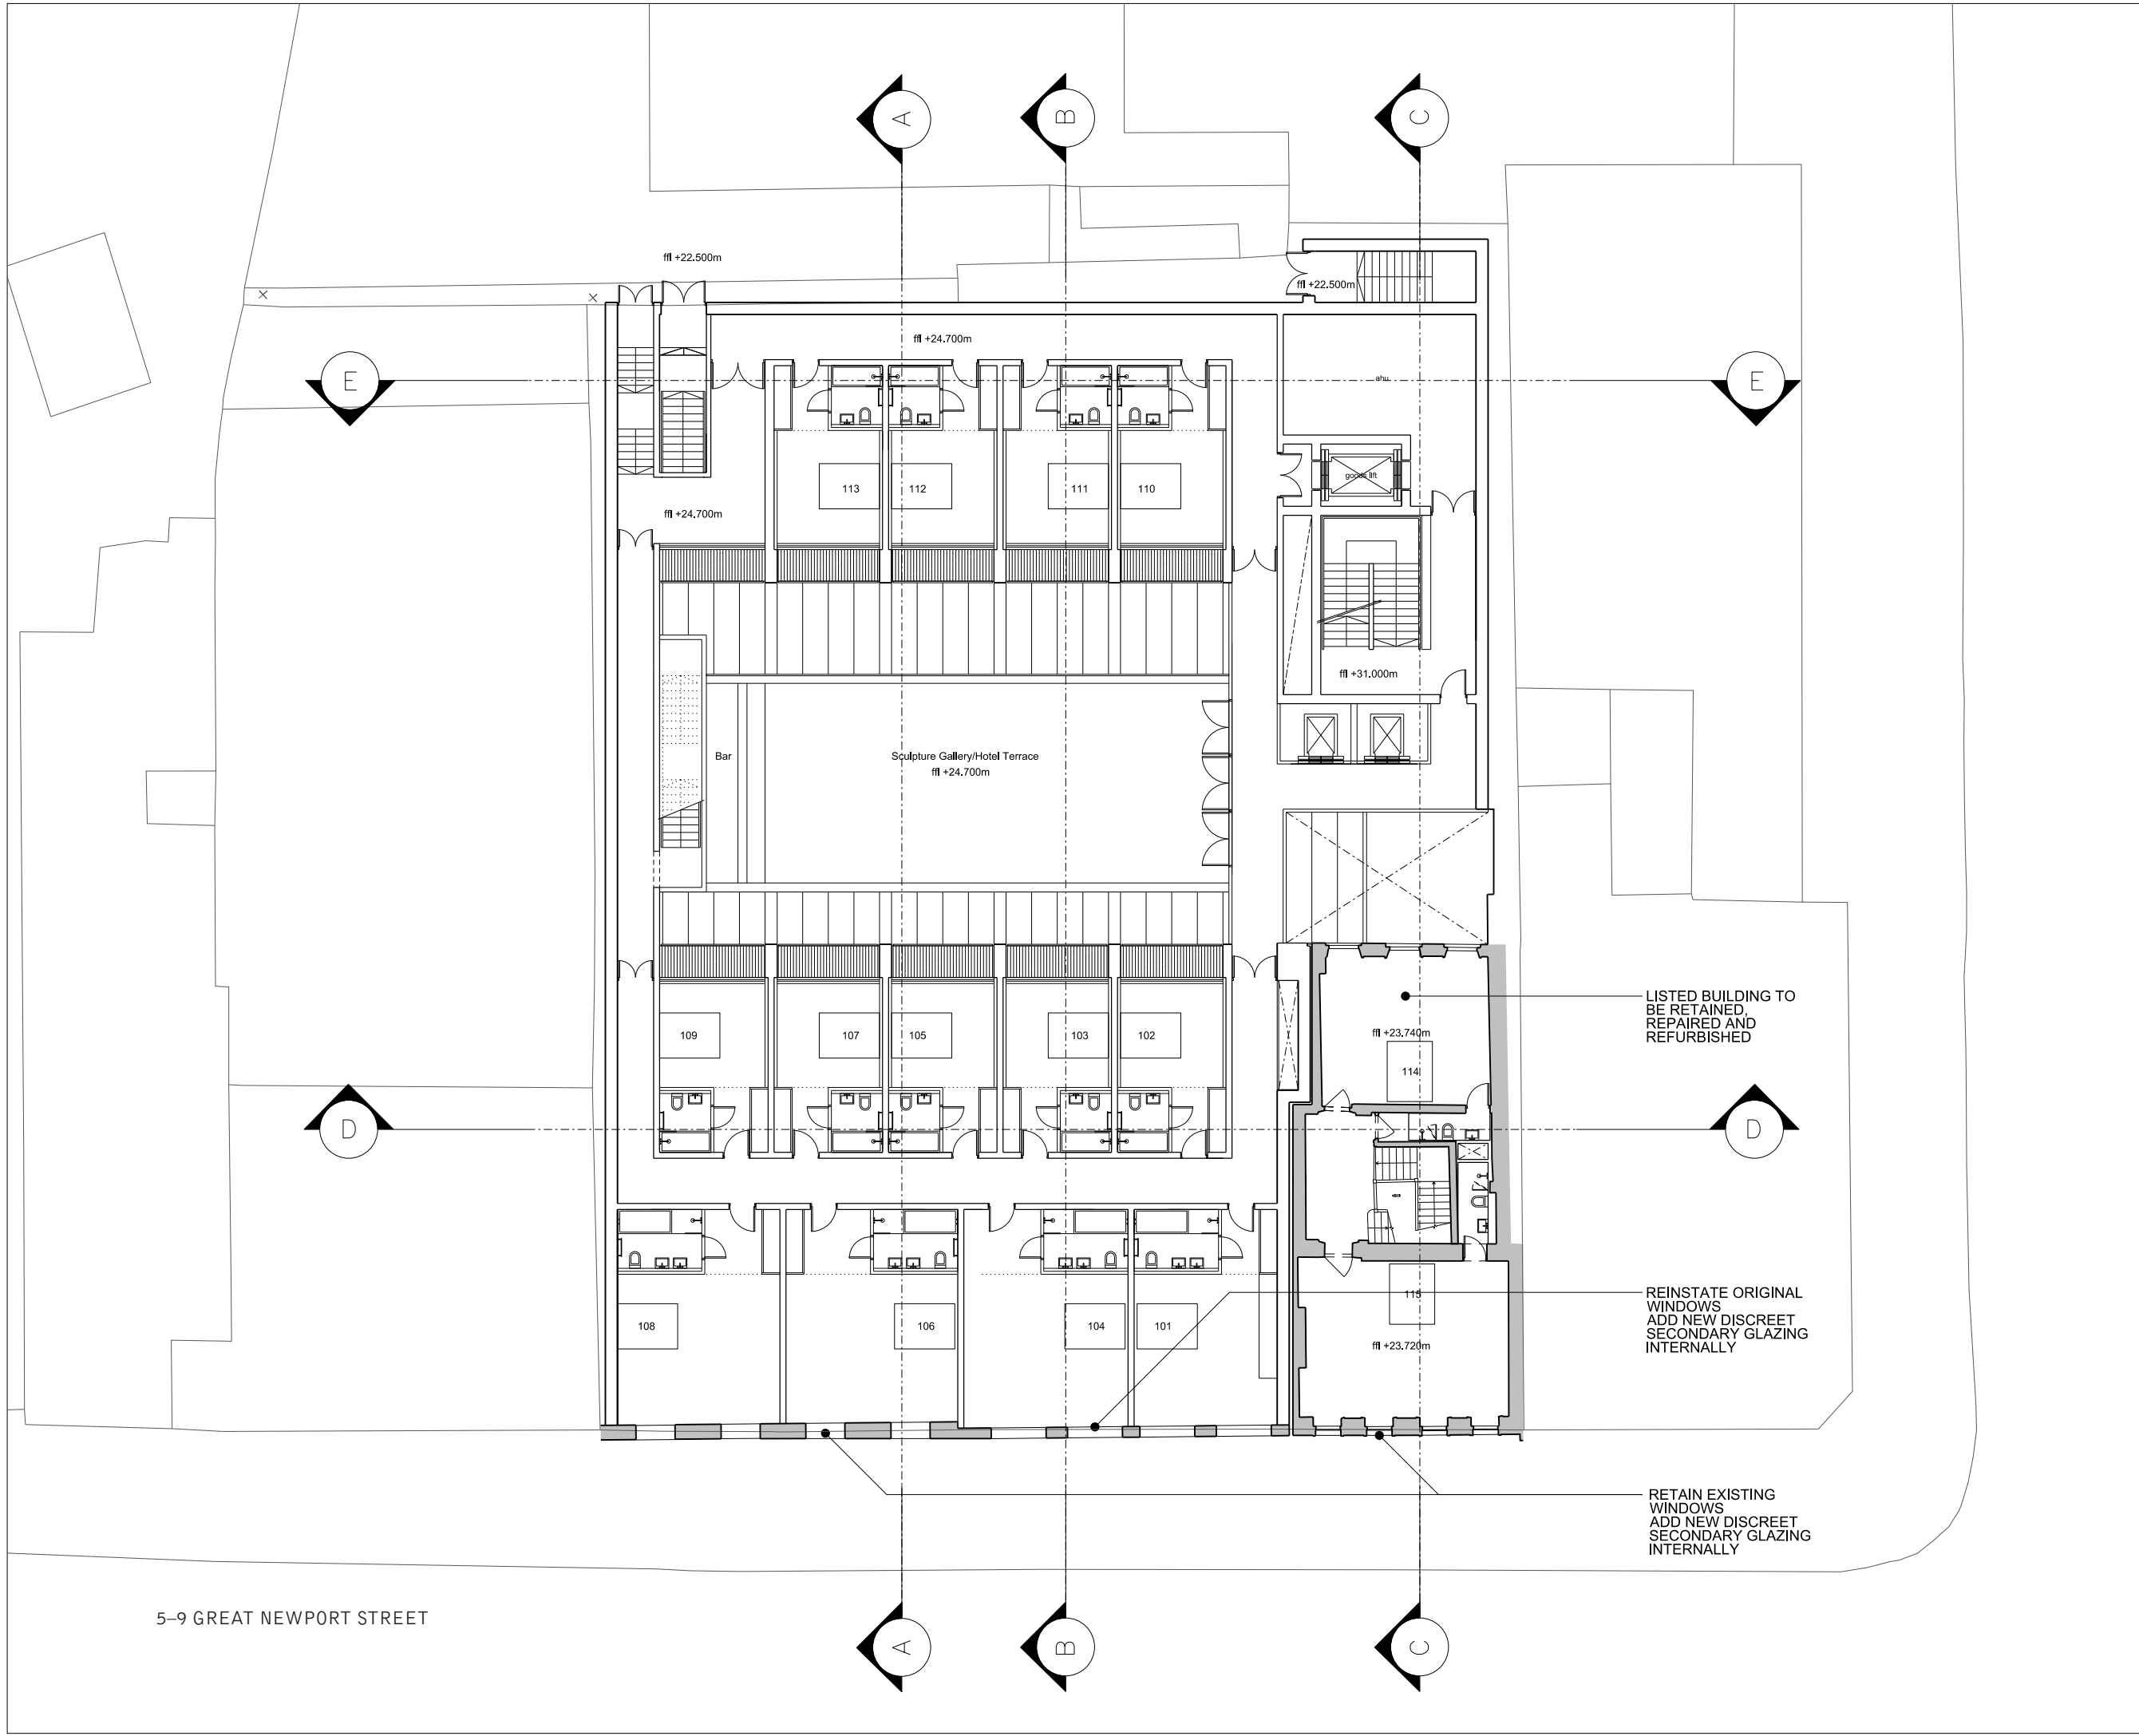 A
B
C
ffl +22.500m
ffl +22.500m
ffl +24.700m
E
ahu
E
goods lift
113
112
111
110
ffl +24.700m
ffl +31.000m
Bar
Sculpture Gallery/Hotel Terrace
ffl +24.700m
LISTED BUILDING TO
BE RETAINED,
REPAIRED AND
REFURBISHED
109
107
105
103
102
ffl +23.740m
114
D
D
REINSTATE ORIGINAL
WINDOWS
ADD NEW DISCREET
SECONDARY GLAZING
INTERNALLY
115
108
106
104
101
ffl +23.720m
RETAIN EXISTING
WINDOWS
ADD NEW DISCREET
SECONDARY GLAZING
INTERNALLY
5–9 GREAT NEWPORT STREET
A
B
C